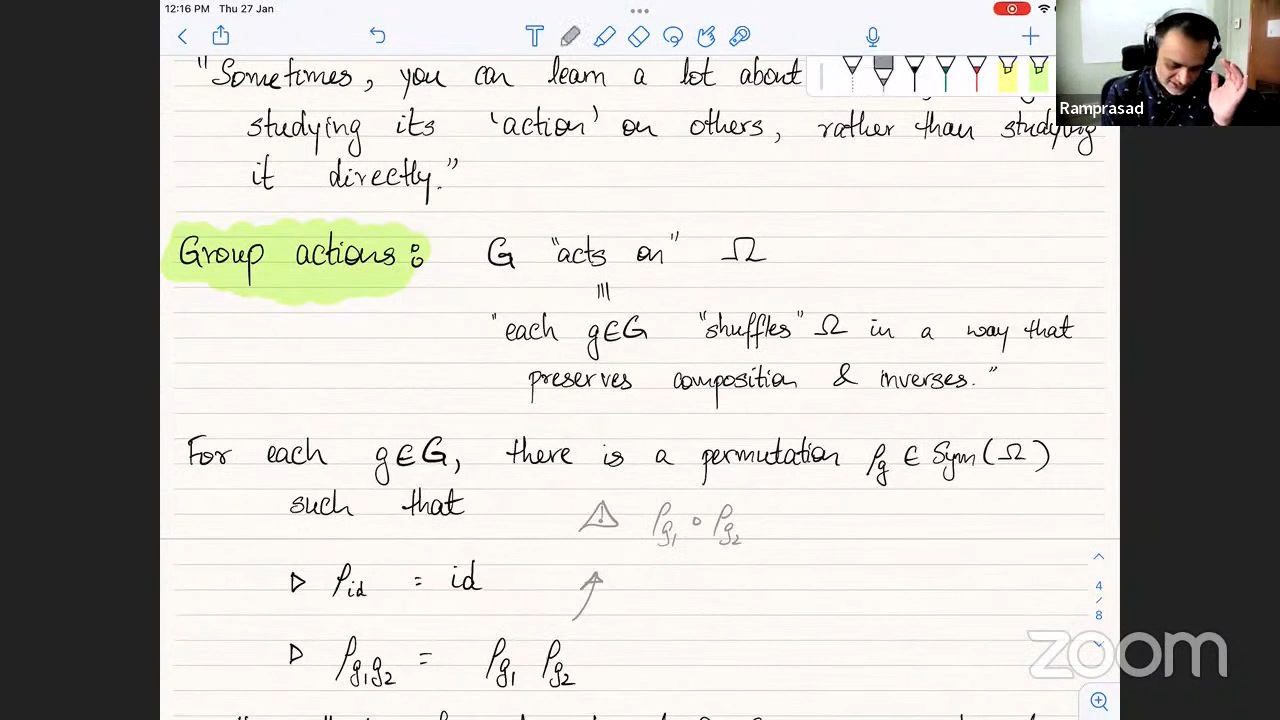 12:16 PM Thu 27 Jan
"Sometimes, you can learn a lot about
Ramprasad
studying its 'action' on others, rather than studying
it directly."
Group actions: G "acts on" Ω
≡
"each g∈G "shuffles" Ω in a way that
preserves composition & inverses."
For each g∈G, there is a permutation ρg ∈ Sym(Ω)
such that
⚠ ρg1 ∘ ρg2
▷ ρid = id
4
/
8
▷ ρg1g2 = ρg1 ρg2
zoom